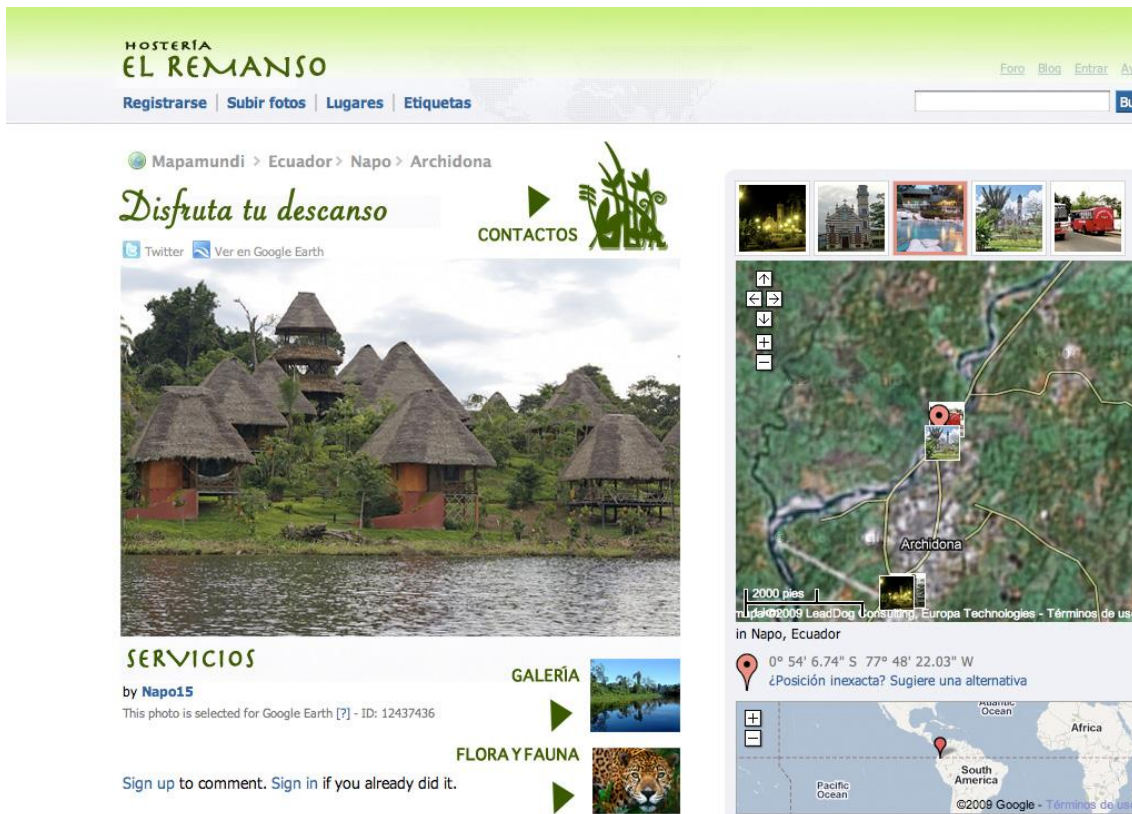 HOSTERÍA
EL REMANSO
Foro Blog Entrar
Registrarse | Subir fotos | Lugares | Etiquetas
Mapamundi > Ecuador > Napo > Archidona
Disfruta tu descanso
CONTACTOS
Twitter Ver en Google Earth
Archidona
2000 pies
©2009 LeadDog Consulting, Europa Technologies - Términos de
in Napo, Ecuador
0° 54' 6.74" S 77° 48' 22.03" W
¿Posición inexacta? Sugiere una alternativa
SERVICIOS
by Napo15
This photo is selected for Google Earth [?] - ID: 12437436
GALERÍA
FLORA Y FAUNA
Sign up to comment. Sign in if you already did it.
Atlantic
Ocean
Africa
South
America
Pacific
Ocean
©2009 Google - Términos de